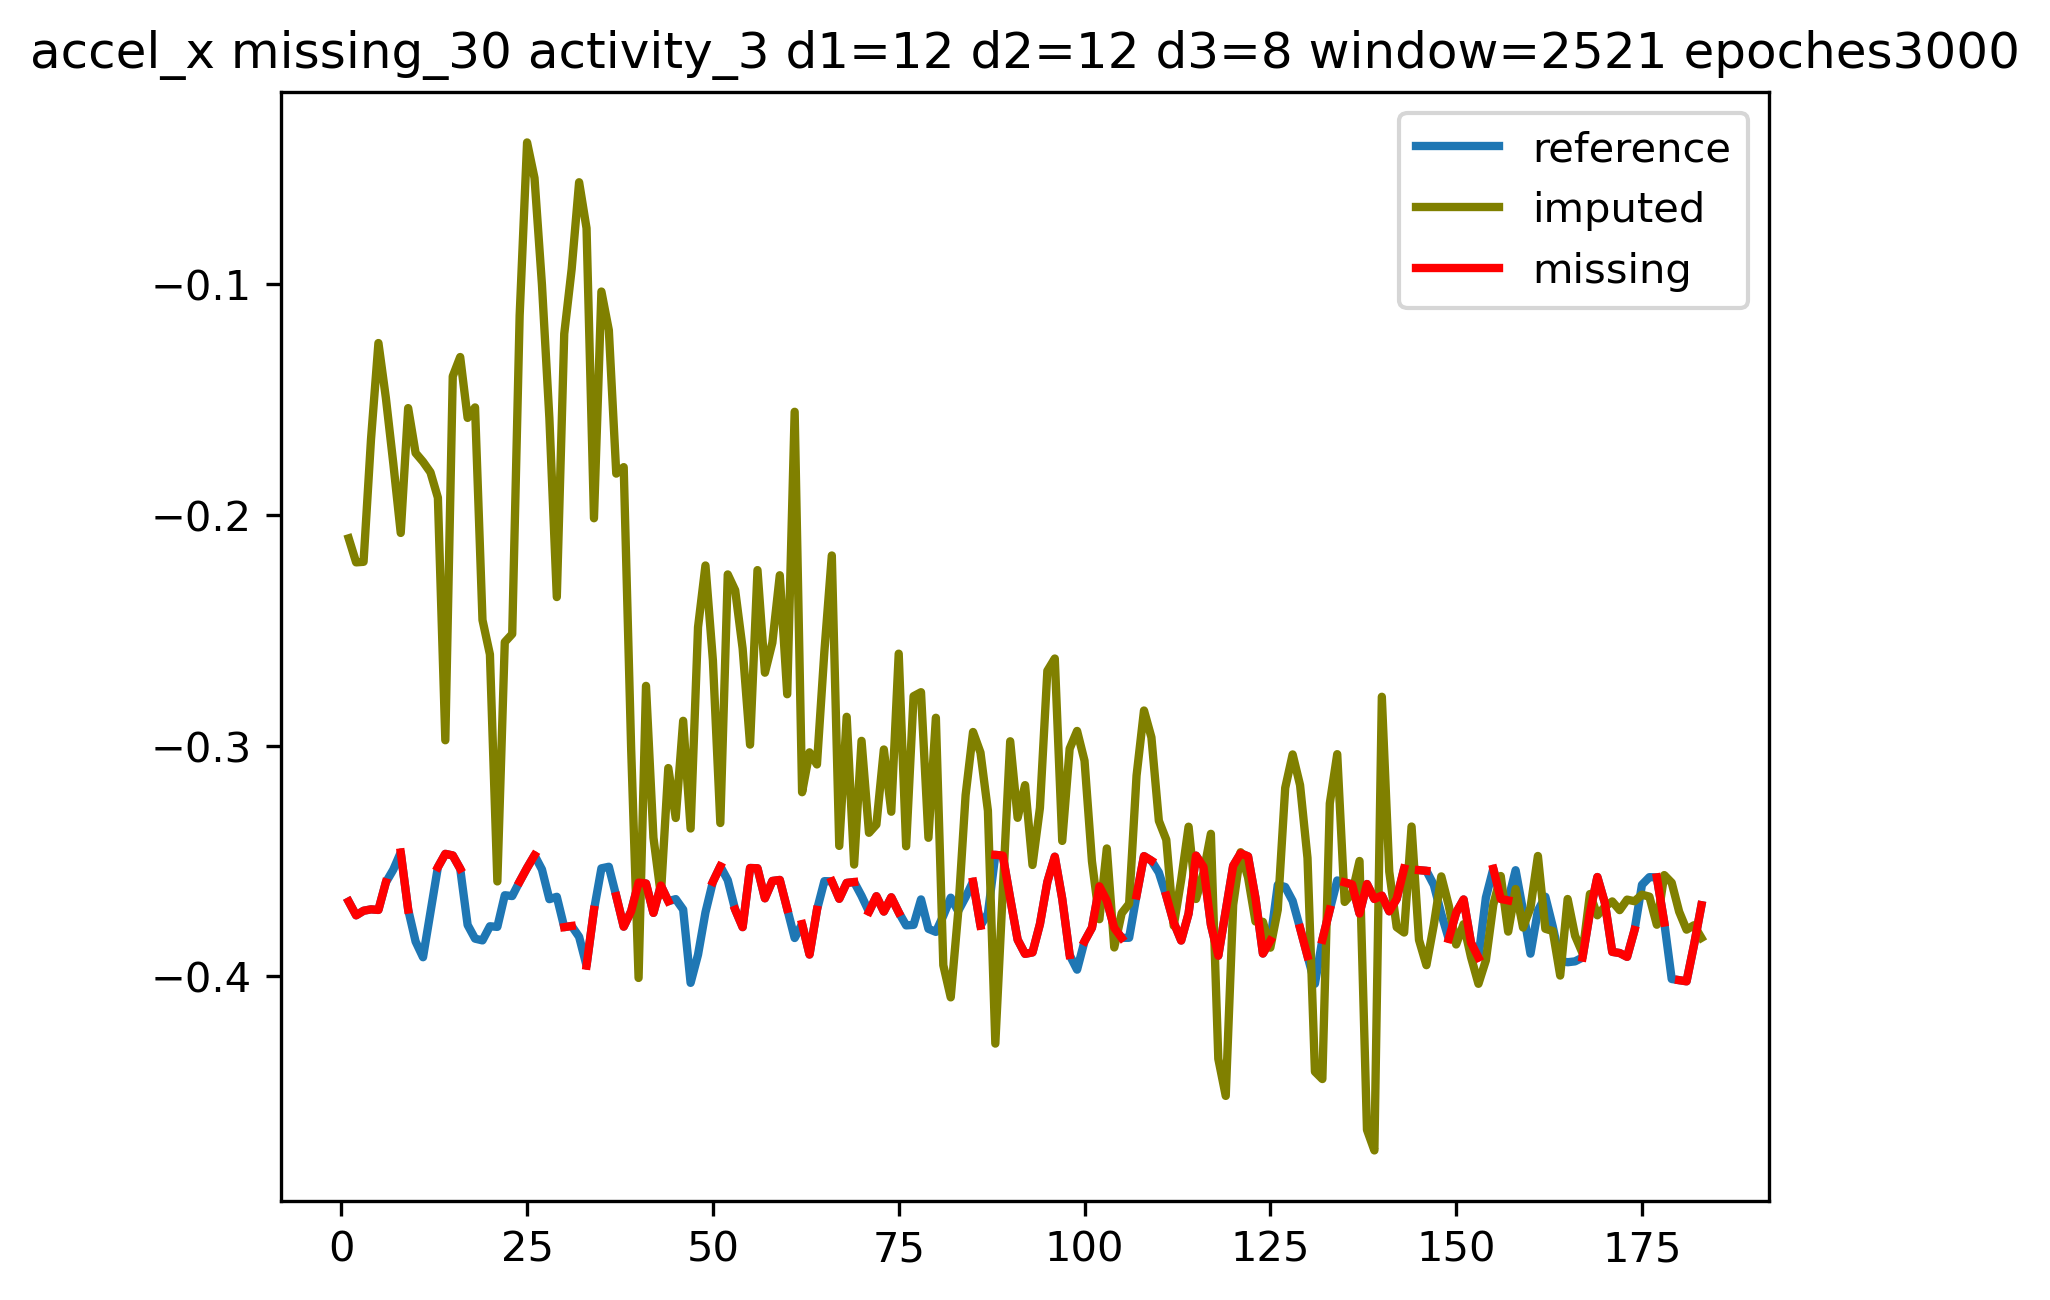 accel_x missing_30 activity_3 d1=12 d2=12 d3=8 window=2521 epoches3000
reference
imputed
missing
−0.1
−0.2
−0.3
−0.4
0 25 50 75 100 125 150 175